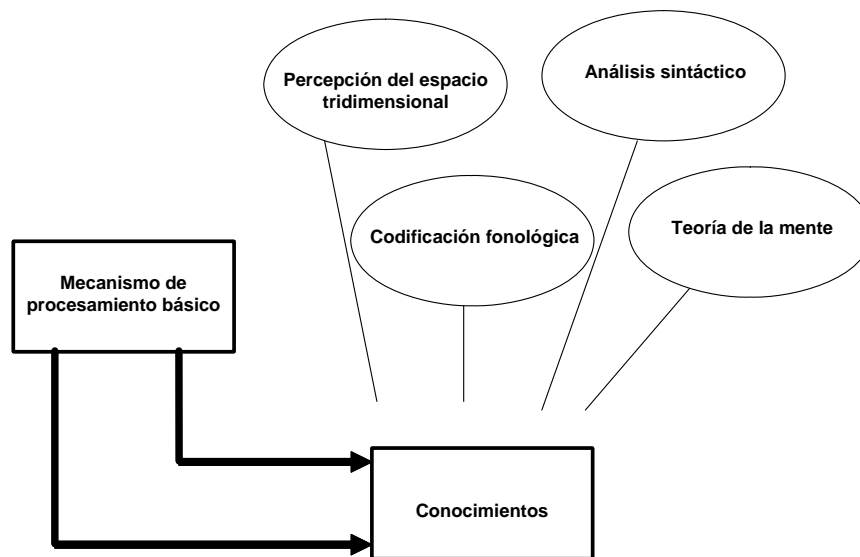 Percepción del espacio
tridimensional
Análisis sintáctico
Codificación fonológica
Teoría de la mente
Mecanismo de
procesamiento básico
Conocimientos